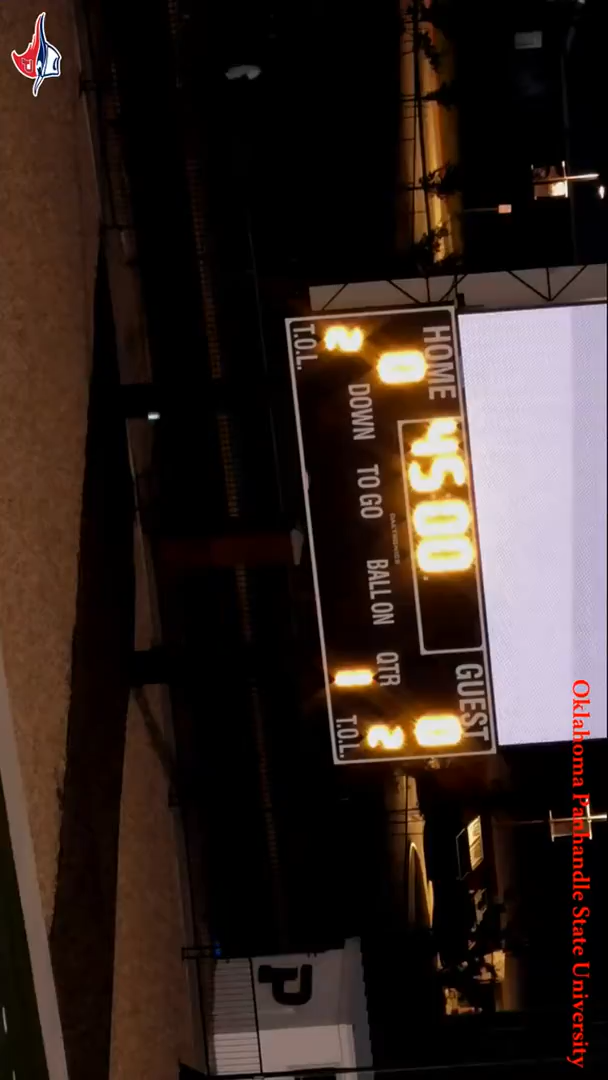 Oklahoma Panhandle State University
HOME
45:00
GUEST
0
0
DOWN
TO GO
BALL ON
QTR
2
1
2
T.O.L.
T.O.L.
P